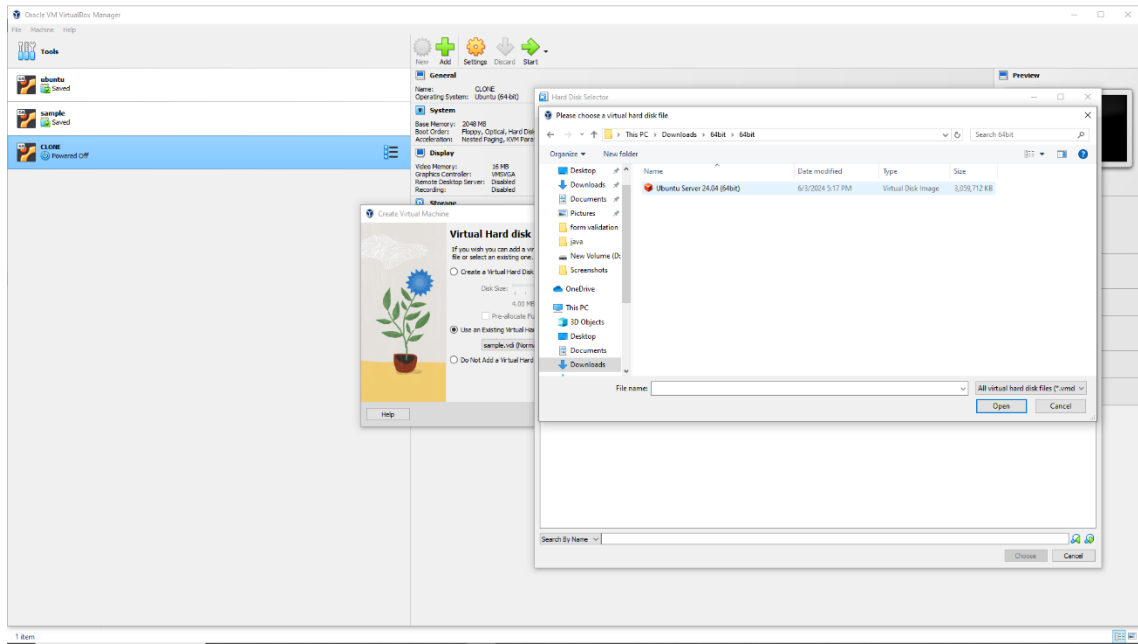 Oracle VM VirtualBox Manager
File Machine Help
Tools
New Add Settings Discard Start
ubuntu
Saved
sample
Saved
CLONE
Powered Off
General
Name: CLONE
Operating System: Ubuntu (64-bit)
System
Base Memory: 2048 MB
Boot Order: Floppy, Optical, Hard Disk
Acceleration: Nested Paging, KVM Para
Display
Video Memory: 16 MB
Graphics Controller: VMSVGA
Remote Desktop Server: Disabled
Recording: Disabled
Storage
Preview
Create Virtual Machine
Virtual Hard disk
If you wish you can add a vir
file or select an existing one.
Create a Virtual Hard Disk
Disk Size:
4.00 MB
Pre-allocate Fu
Use an Existing Virtual Har
sample.vdi (Norm
Do Not Add a Virtual Hard
Help
Hard Disk Selector
Please choose a virtual hard disk file
This PC > Downloads > 64bit > 64bit
Search 64bit
Organize New folder
Name Date modified Type Size
Ubuntu Server 24.04 (64bit) 6/3/2024 5:17 PM Virtual Disk Image 3,059,712 KB
Desktop
Downloads
Documents
Pictures
form validation
java
New Volume (D:
Screenshots
OneDrive
This PC
3D Objects
Desktop
Documents
Downloads
File name:
All virtual hard disk files (*.vmd
Open Cancel
Search By Name
Choose Cancel
1 item